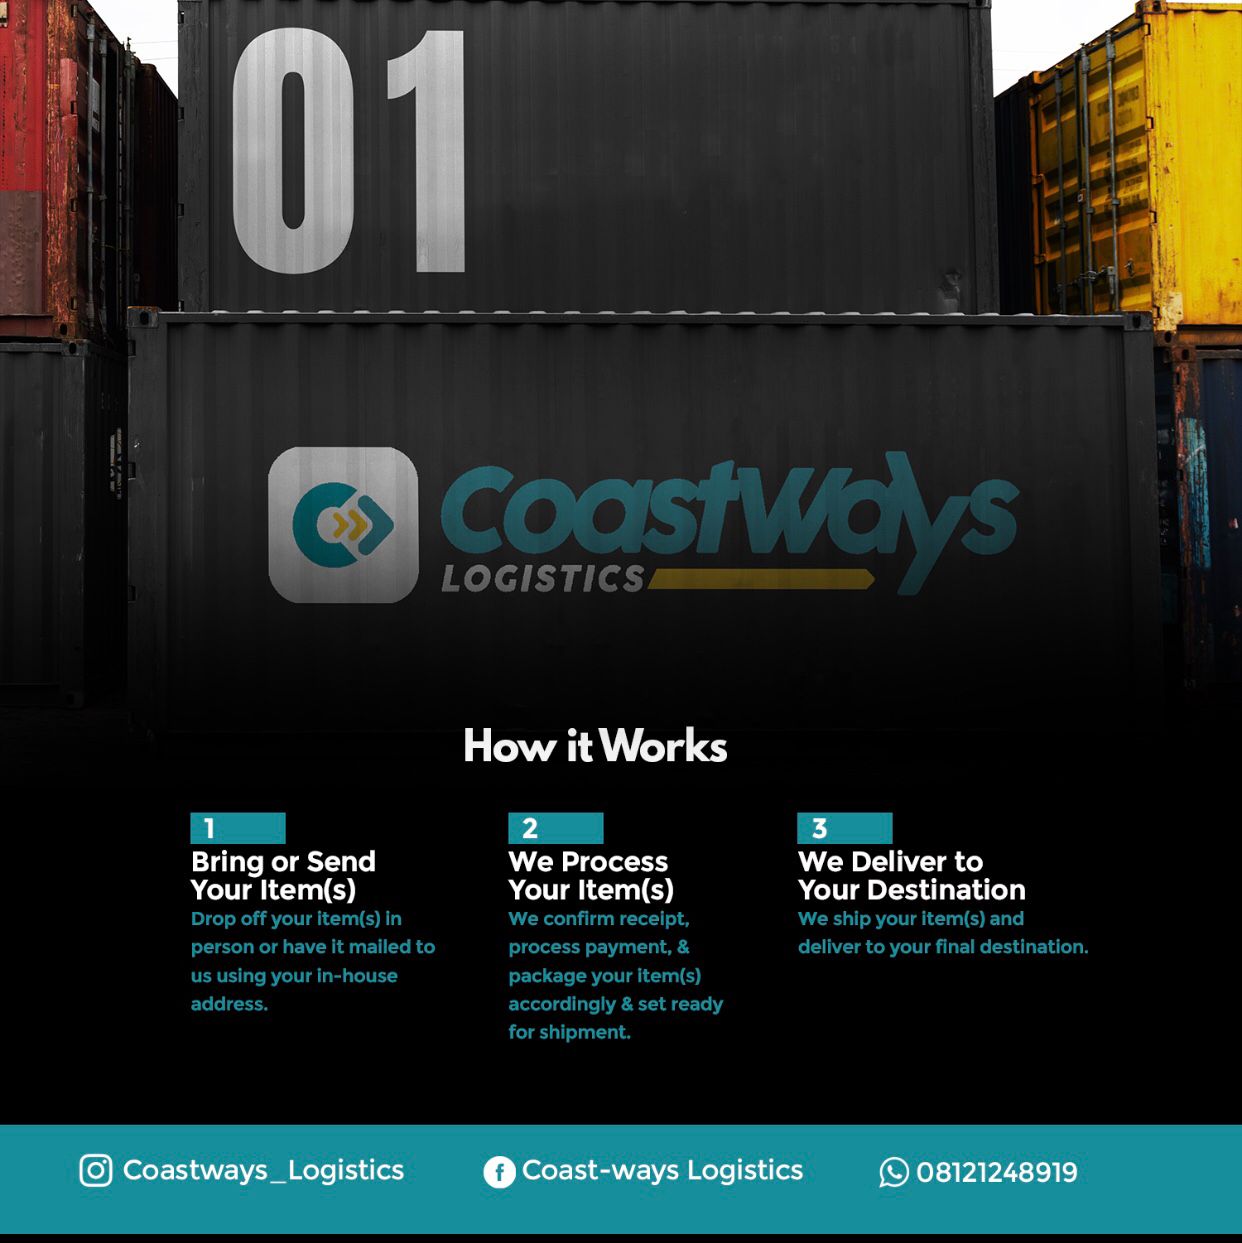 01
CoastWays
LOGISTICS
How it Works
1
Bring or Send
Your Item(s)
Drop off your item(s) in
person or have it mailed to
us using your in-house
address.
2
We Process
Your Item(s)
We confirm receipt,
process payment, &
package your item(s)
accordingly & set ready
for shipment.
3
We Deliver to
Your Destination
We ship your item(s) and
deliver to your final destination.
Coastways_Logistics
Coast-ways Logistics
08121248919